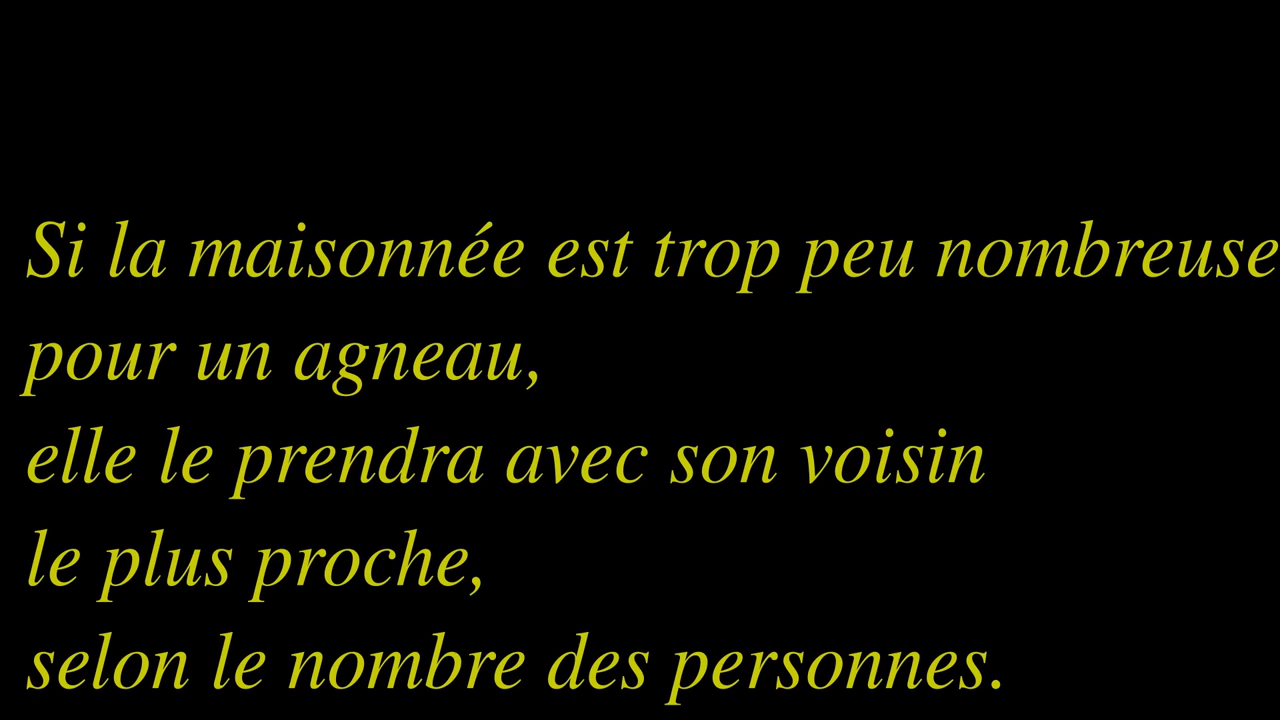 Si la maisonnée est trop peu nombreuse
pour un agneau,
elle le prendra avec son voisin
le plus proche,
selon le nombre des personnes.